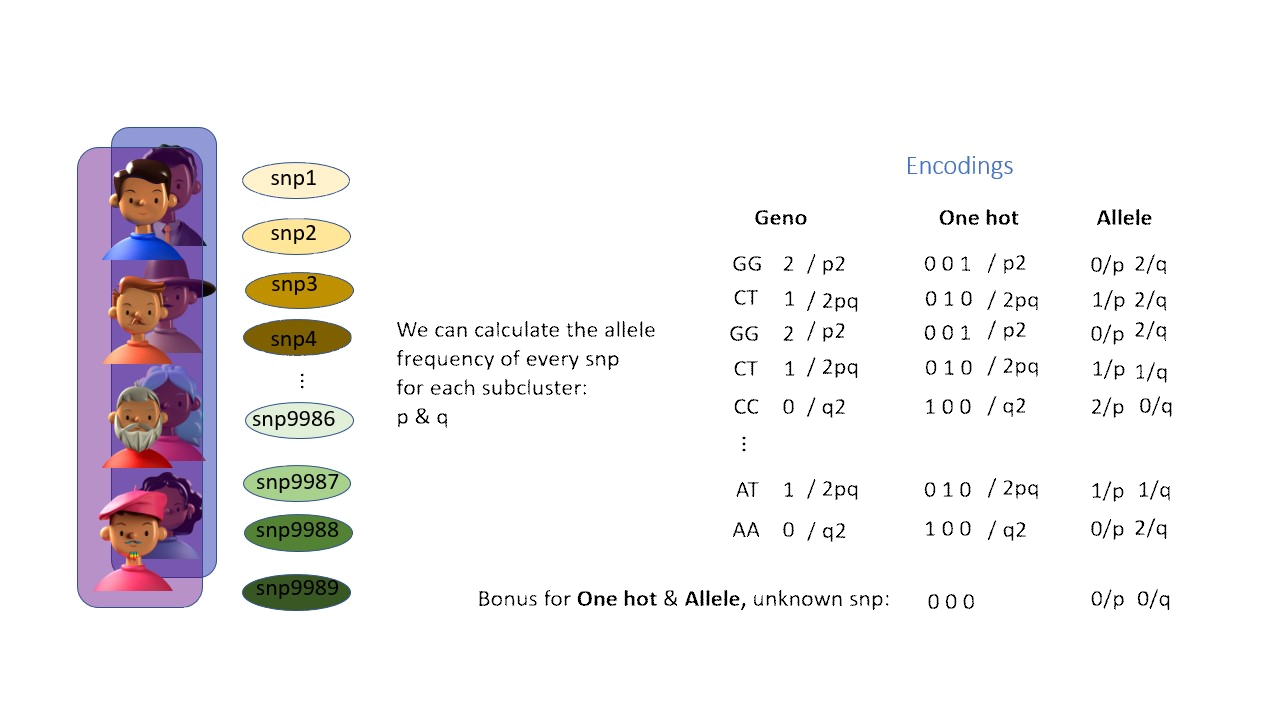 snp1
snp2
snp3
snp4
⋮
snp9986
snp9987
snp9988
snp9989
We can calculate the allele
frequency of every snp
for each subcluster:
p & q
Encodings
Geno One hot Allele
GG 2 / p2 0 0 1 / p2 0/p 2/q
CT 1 / 2pq 0 1 0 / 2pq 1/p 2/q
GG 2 / p2 0 0 1 / p2 0/p 2/q
CT 1 / 2pq 0 1 0 / 2pq 1/p 1/q
CC 0 / q2 1 0 0 / q2 2/p 0/q
⋮
AT 1 / 2pq 0 1 0 / 2pq 1/p 1/q
AA 0 / q2 1 0 0 / q2 0/p 2/q
Bonus for One hot & Allele, unknown snp: 0 0 0 0/p 0/q